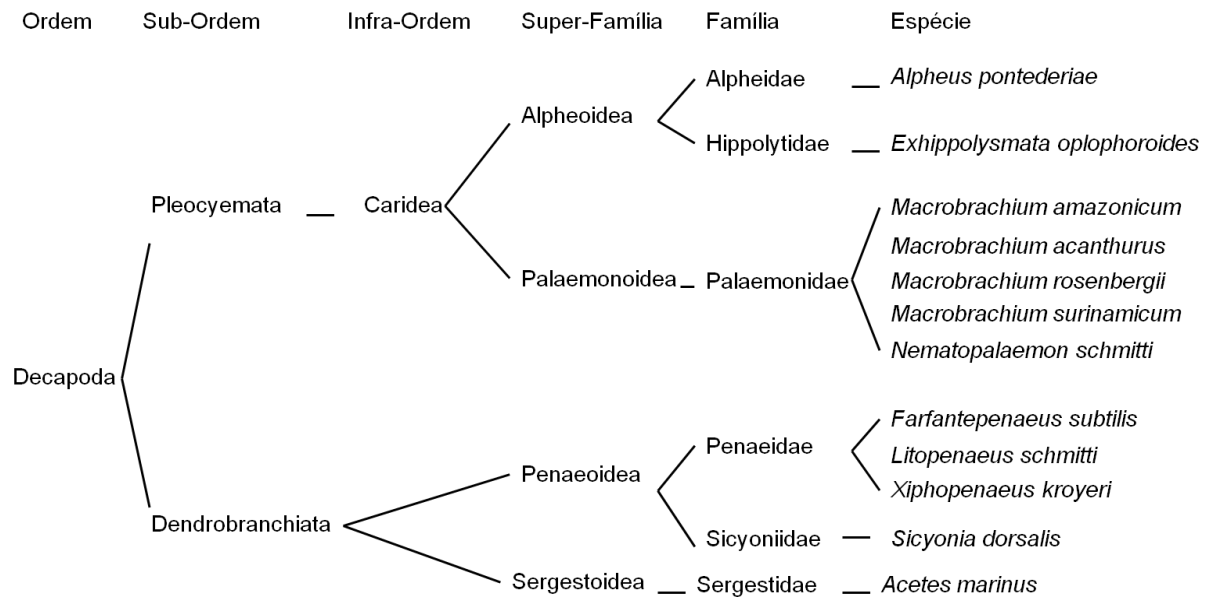 Ordem Sub-Ordem Infra-Ordem Super-Família Família Espécie
Alpheidae Alpheus pontederiae
Alpheoidea
Hippolytidae Exhippolysmata oplophoroides
Pleocyemata Caridea Macrobrachium amazonicum
Macrobrachium acanthurus
Palaemonoidea Palaemonidae Macrobrachium rosenbergii
Macrobrachium surinamicum
Nematopalaemon schmitti
Decapoda
Farfantepenaeus subtilis
Penaeidae
Litopenaeus schmitti
Penaeoidea
Xiphopenaeus kroyeri
Dendrobranchiata
Sicyoniidae Sicyonia dorsalis
Sergestoidea Sergestidae Acetes marinus